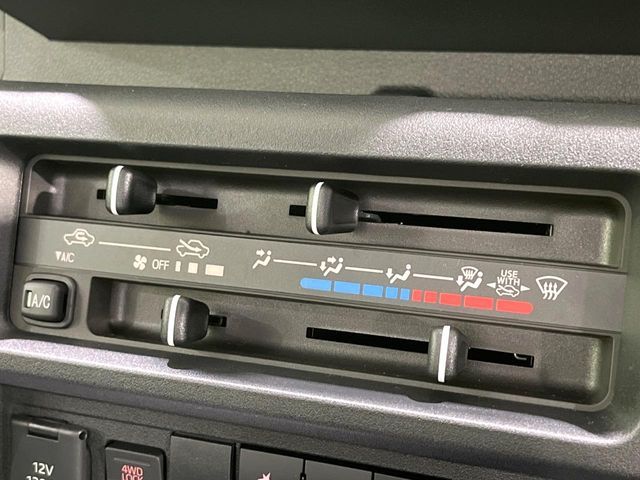 ▼A/C
OFF
USE
WITH
A/C
12V
4WD
LOCK